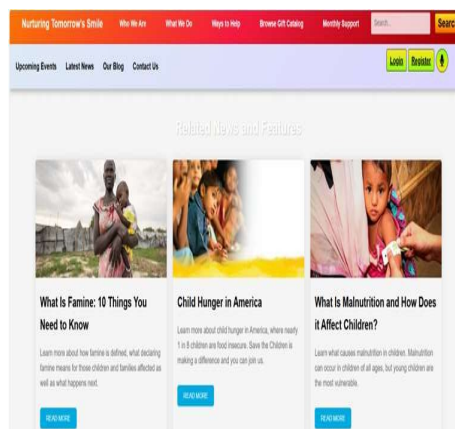 Nurturing Tomorrow's Smile Who We Are What We Do Ways to Help Browse Gift Catalog Monthly Support Search... Searc
Upcoming Events Latest News Our Blog Contact Us Login Register
Related News and Features
What Is Famine: 10 Things You
Need to Know
Learn more about how famine is defined, what declaring
famine means for those children and families affected as
well as what happens next.
READ MORE
Child Hunger in America
Learn more about child hunger in America, where nearly
1 in 8 children are food insecure. Save the Children is
making a difference and you can join us.
READ MORE
What Is Malnutrition and How Does
it Affect Children?
Learn what causes malnutrition in children. Malnutrition
can occur in children of all ages, but young children are
the most vulnerable.
READ MORE